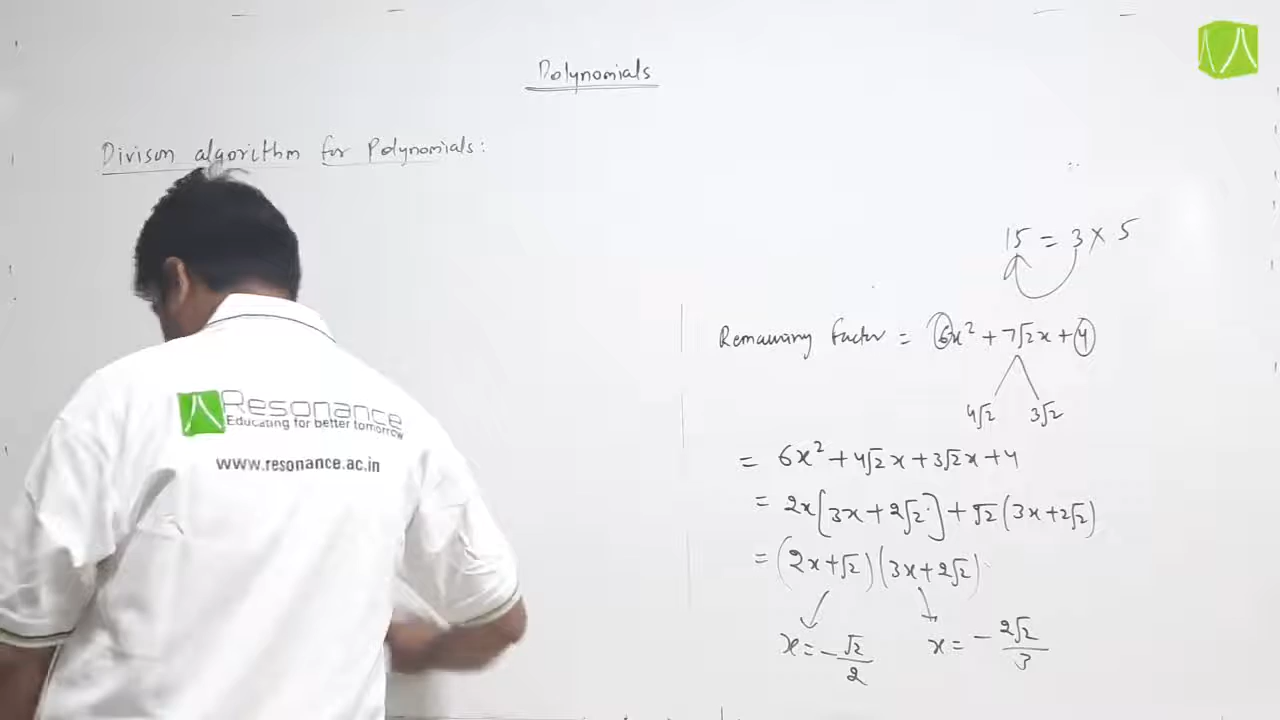 Polynomials
Divison algorithm for Polynomials:
15 = 3 × 5
Remaining factor = 6x² + 7√2x + 4
4√2 3√2
= 6x² + 4√2x + 3√2x + 4
= 2x[3x + 2√2] + √2(3x + 2√2)
= (2x + √2)(3x + 2√2)
x = -√2/2 x = -2√2/3
Resonance
Educating for better tomorrow
www.resonance.ac.in